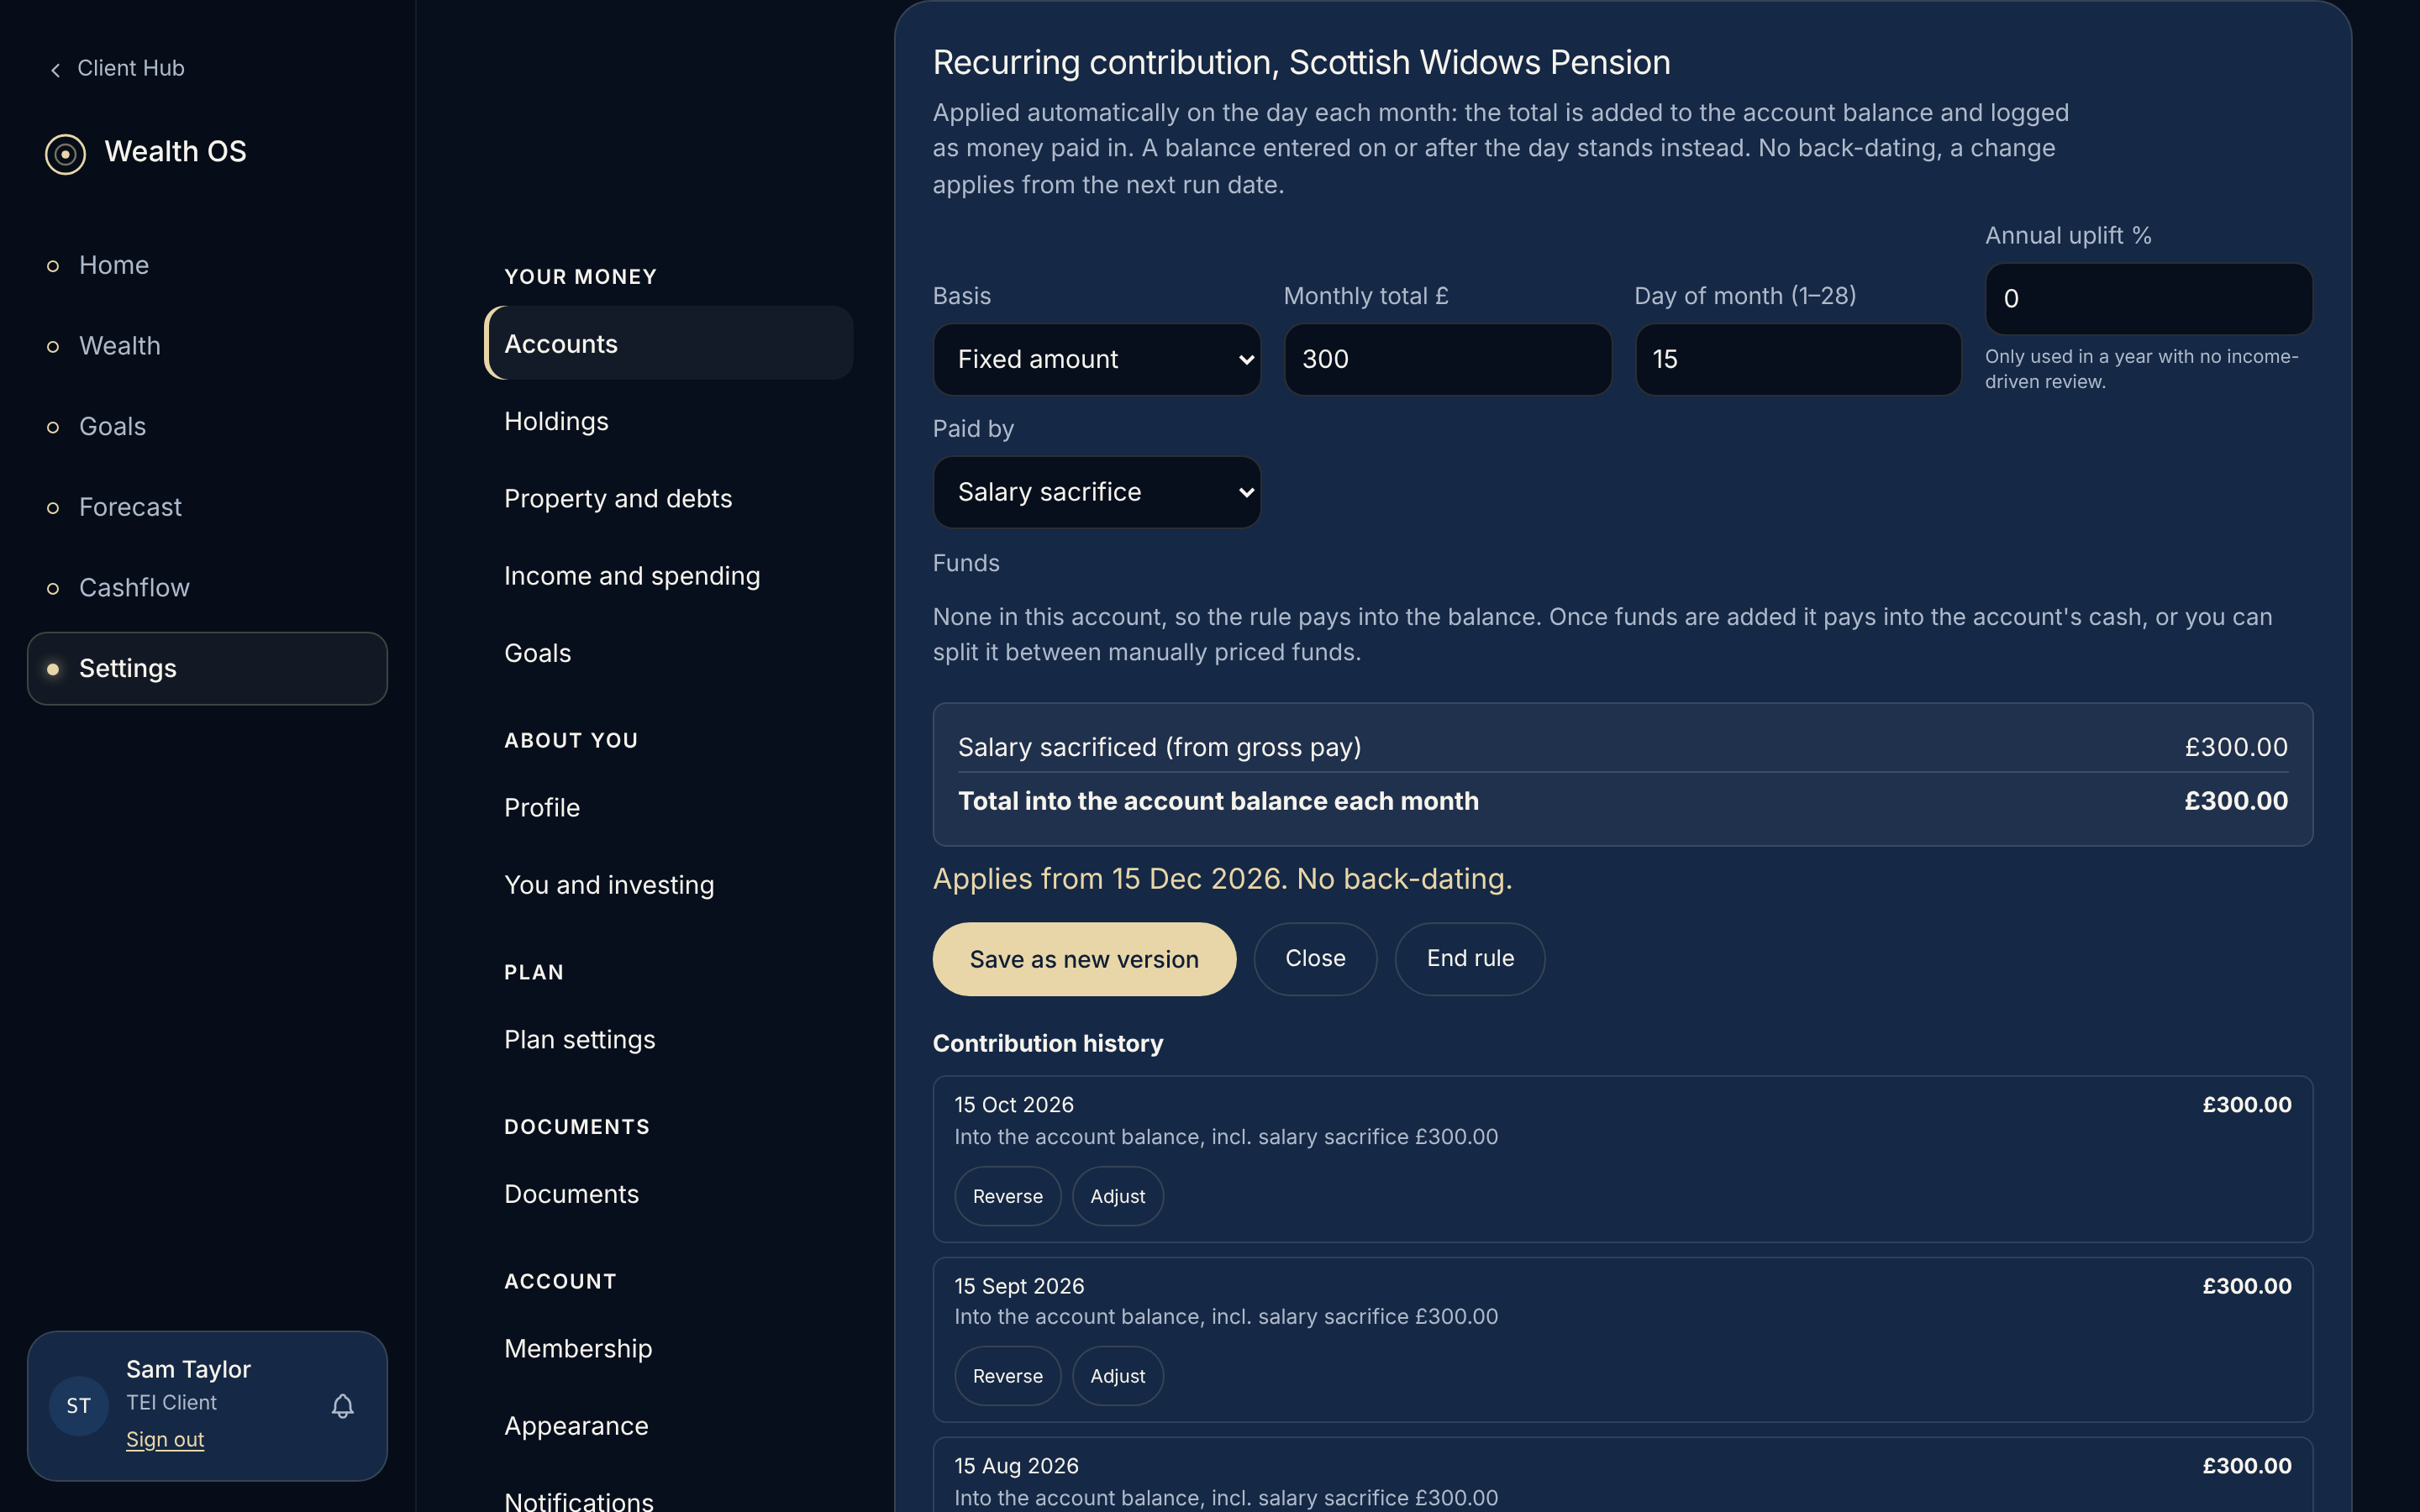 Client Hub
Wealth OS
Home
Wealth
Goals
Forecast
Cashflow
Settings
ST
Sam Taylor
TEI Client
Sign out
YOUR MONEY
Accounts
Holdings
Property and debts
Income and spending
Goals
ABOUT YOU
Profile
You and investing
PLAN
Plan settings
DOCUMENTS
Documents
ACCOUNT
Membership
Appearance
Notifications
Recurring contribution, Scottish Widows Pension
Applied automatically on the day each month: the total is added to the account balance and logged
as money paid in. A balance entered on or after the day stands instead. No back-dating, a change
applies from the next run date.
Basis
Fixed amount
Monthly total £
300
Day of month (1–28)
15
Annual uplift %
0
Only used in a year with no income-
driven review.
Paid by
Salary sacrifice
Funds
None in this account, so the rule pays into the balance. Once funds are added it pays into the account's cash, or you can
split it between manually priced funds.
Salary sacrificed (from gross pay) £300.00
Total into the account balance each month £300.00
Applies from 15 Dec 2026. No back-dating.
Save as new version
Close
End rule
Contribution history
15 Oct 2026 £300.00
Into the account balance, incl. salary sacrifice £300.00
Reverse
Adjust
15 Sept 2026 £300.00
Into the account balance, incl. salary sacrifice £300.00
Reverse
Adjust
15 Aug 2026 £300.00
Into the account balance, incl. salary sacrifice £300.00